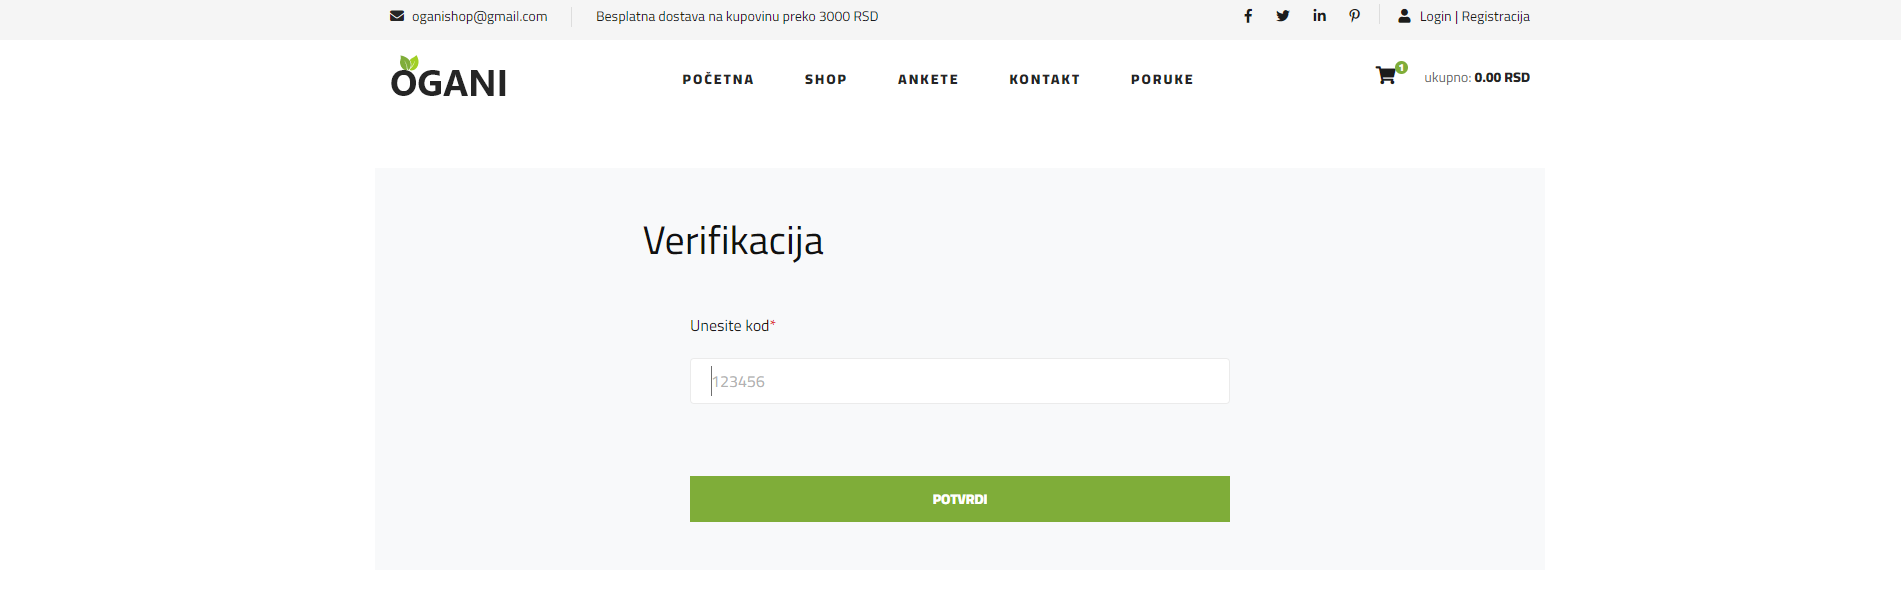 oganishop@gmail.com Besplatna dostava na kupovinu preko 3000 RSD Login | Registracija
OGANI POČETNA SHOP ANKETE KONTAKT PORUKE 1 ukupno: 0.00 RSD
Verifikacija
Unesite kod*
123456
POTVRDI